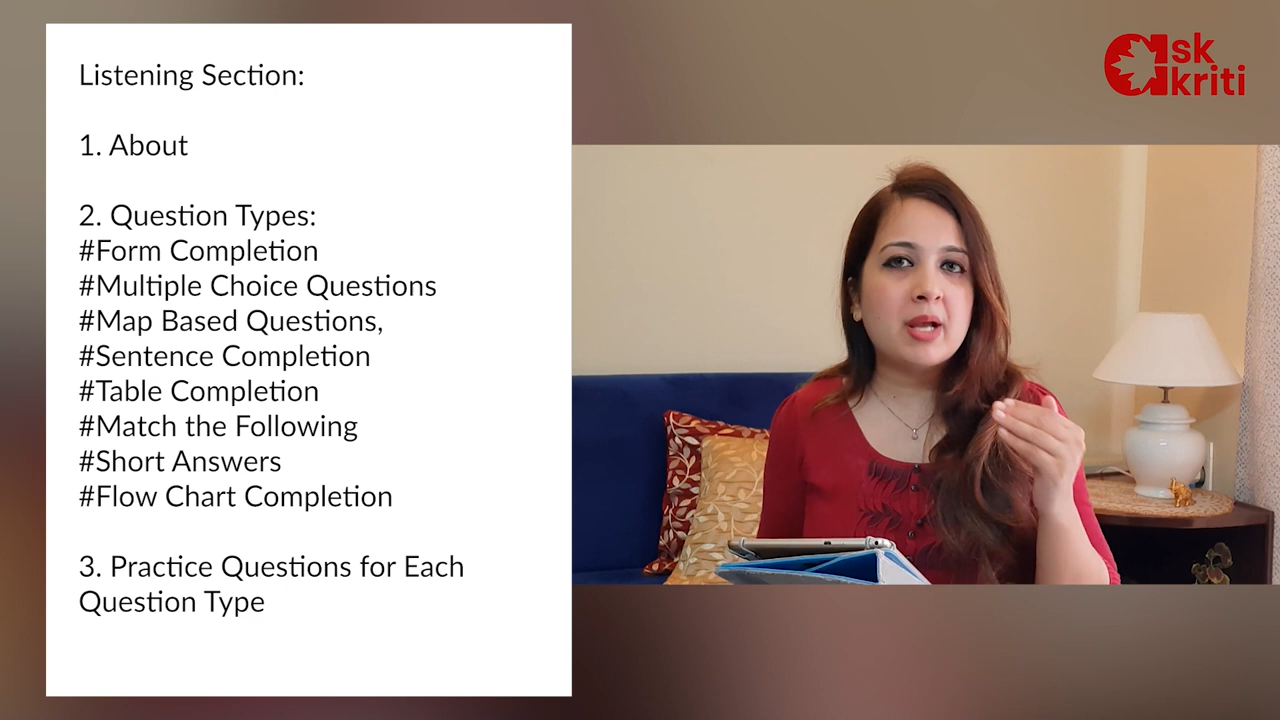 Listening Section:
1. About
2. Question Types:
#Form Completion
#Multiple Choice Questions
#Map Based Questions,
#Sentence Completion
#Table Completion
#Match the Following
#Short Answers
#Flow Chart Completion
3. Practice Questions for Each
Question Type
ask
kriti